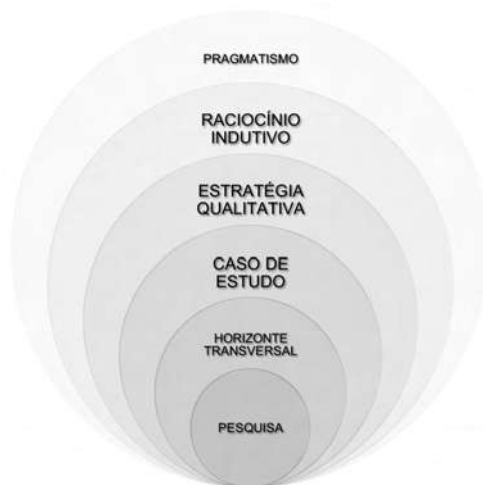 PRAGMATISMO
RACIOCÍNIO
INDUTIVO
ESTRATÉGIA
QUALITATIVA
CASO DE
ESTUDO
HORIZONTE
TRANSVERSAL
PESQUISA